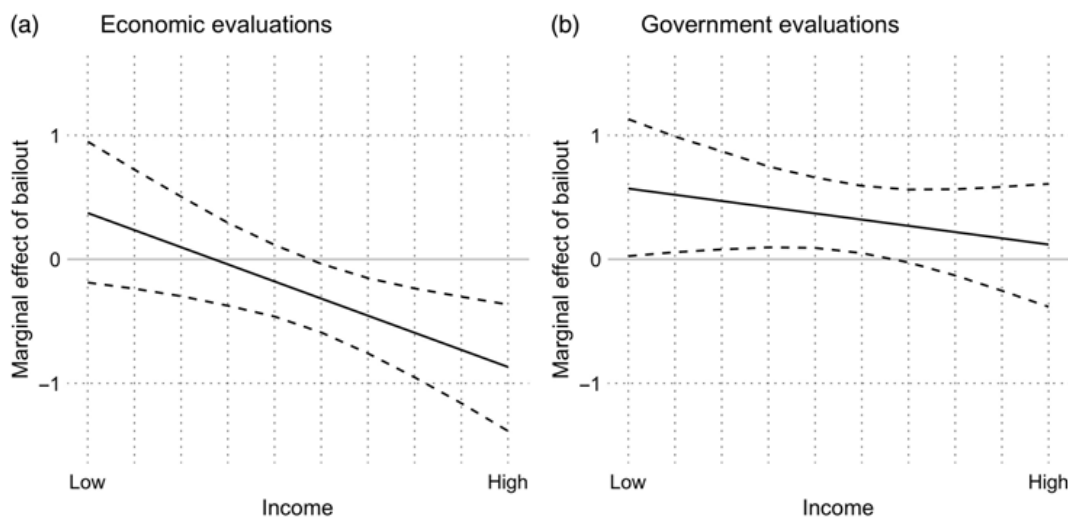 (a) Economic evaluations
Marginal effect of bailout
1
0
−1
Low High
Income
(b) Government evaluations
Marginal effect of bailout
1
0
−1
Low High
Income